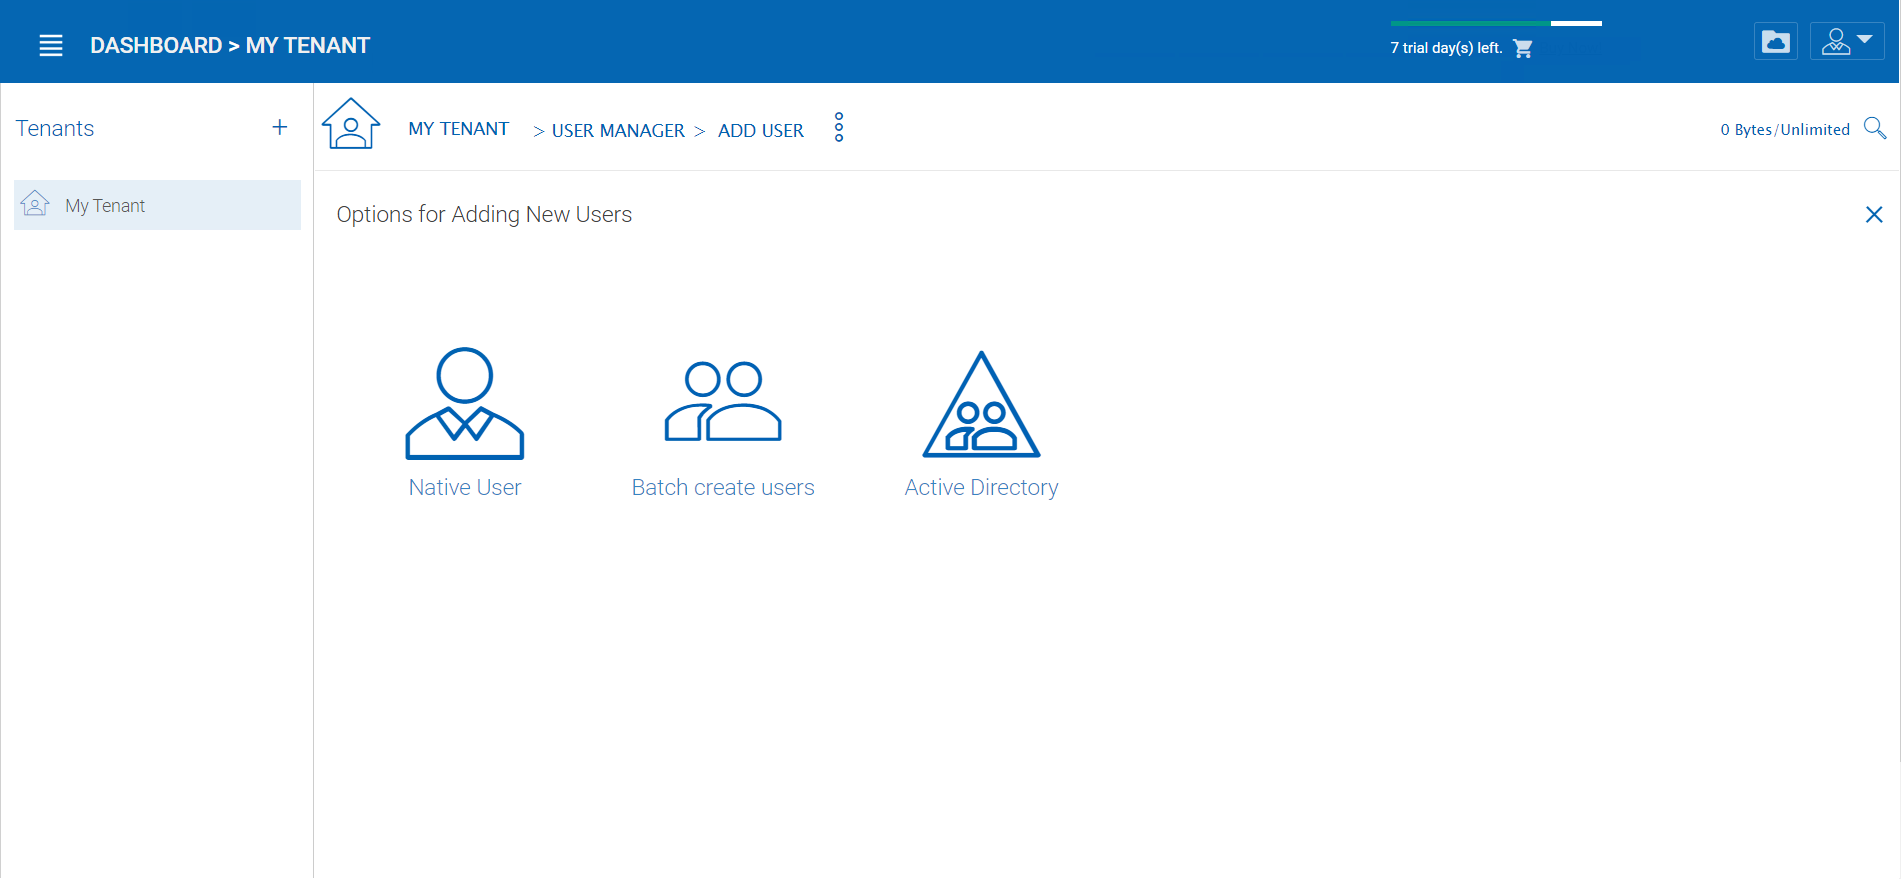 DASHBOARD > MY TENANT
7 trial day(s) left.
Tenants +
MY TENANT > USER MANAGER > ADD USER
0 Bytes/Unlimited
My Tenant
Options for Adding New Users
Native User
Batch create users
Active Directory